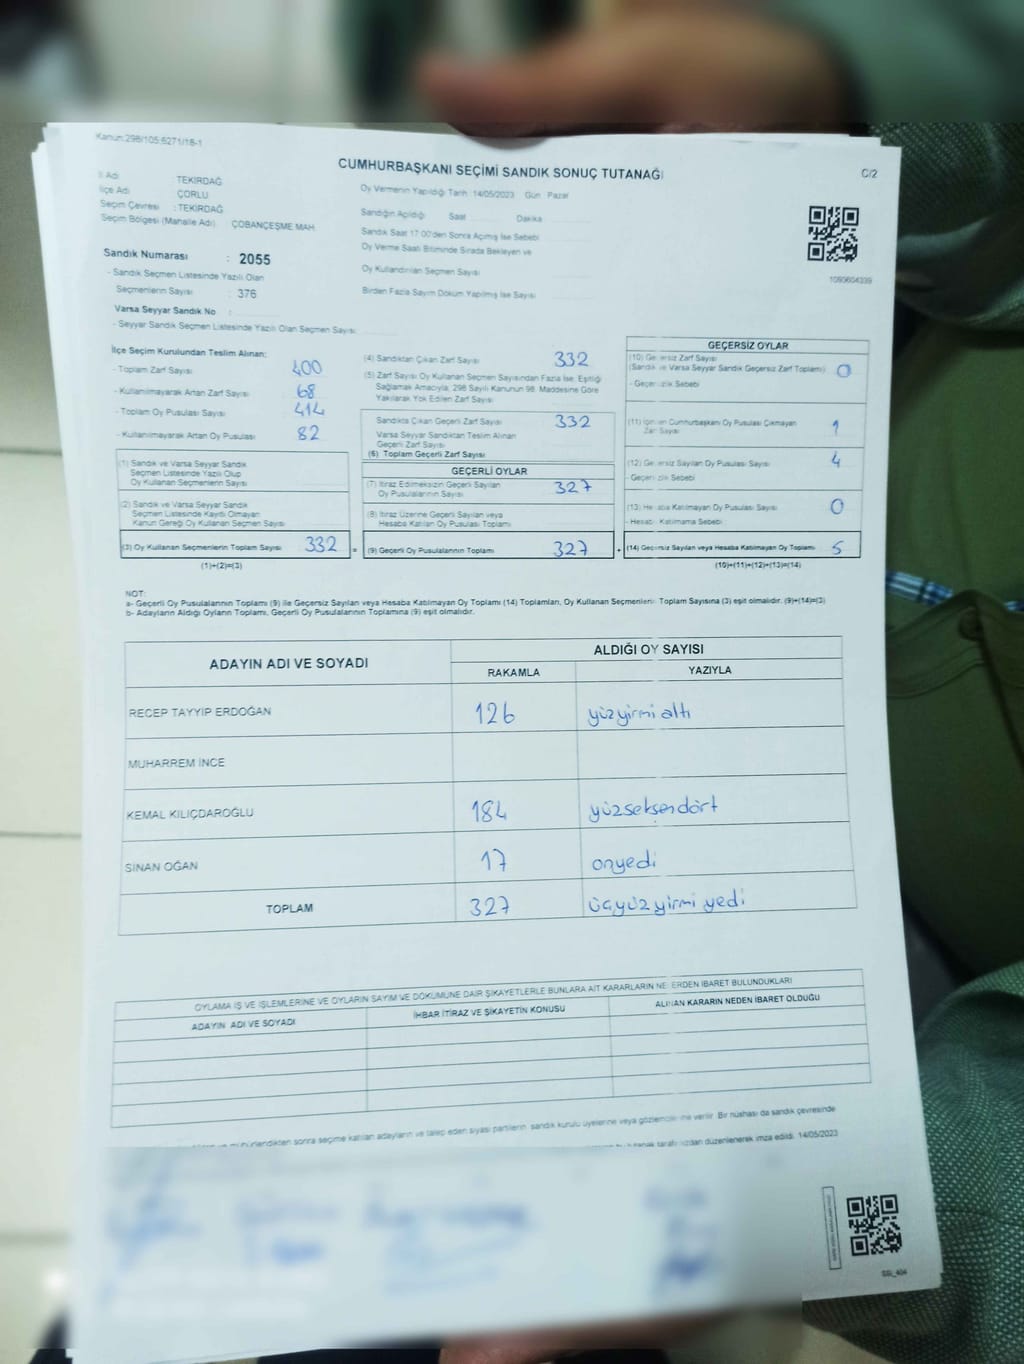 Kanun:298/105;6271/18-1
CUMHURBAŞKANI SEÇİMİ SANDIK SONUÇ TUTANAĞI
C/2
İl Adı : TEKİRDAĞ
İlçe Adı : ÇORLU
Seçim Çevresi : TEKİRDAĞ
Seçim Bölgesi (Mahalle Adı) : ÇOBANÇEŞME MAH
Sandık Numarası : 2055
- Sandık Seçmen Listesinde Yazılı Olan
Seçmenlerin Sayısı : 376
Varsa Seyyar Sandık No :
- Seyyar Sandık Seçmen Listesinde Yazılı Olan Seçmen Sayısı
Oy Vermenin Yapıldığı Tarih 14/05/2023 Gün Pazar
Sandığın Açıldığı Saat Dakika
Sandık Saat 17 00'den Sonra Açılmış İse Sebebi
Oy Verme Saati Bitiminde Sırada Bekleyen ve
Oy Kullandırılan Seçmen Sayısı
Birden Fazla Sayım Döküm Yapılmış İse Sayısı
1090604339
İlçe Seçim Kurulundan Teslim Alınan;
- Toplam Zarf Sayısı 400
- Kullanılmayarak Artan Zarf Sayısı 68
- Toplam Oy Pusulası Sayısı 414
- Kullanılmayarak Artan Oy Pusulası 82
(1) Sandık ve Varsa Seyyar Sandık
Seçmen Listesinde Yazılı Olup
Oy Kullanan Seçmenlerin Sayısı
(2) Sandık ve Varsa Seyyar Sandık
Seçmen Listesinde Kayıtlı Olmayan
Kanun Gereği Oy Kullanan Seçmen Sayısı
(3) Oy Kullanan Seçmenlerin Toplam Sayısı 332 =
(1)+(2)=(3)
(4) Sandıktan Çıkan Zarf Sayısı 332
(5) Zarf Sayısı Oy Kullanan Seçmen Sayısından Fazla İse, Eşitliği
Sağlamak Amacıyla, 298 Sayılı Kanunun 98. Maddesine Göre
Yakılarak Yok Edilen Zarf Sayısı
Sandıkta Çıkan Geçerli Zarf Sayısı 332
Varsa Seyyar Sandıktan Teslim Alınan
Geçerli Zarf Sayısı
(6) Toplam Geçerli Zarf Sayısı
GEÇERLİ OYLAR
(7) İtiraz Edilmeksizin Geçerli Sayılan
Oy Pusulalarının Sayısı 327
(8) İtiraz Üzerine Geçerli Sayılan veya
Hesaba Katılan Oy Pusulası Toplamı
(9) Geçerli Oy Pusulalarının Toplamı 327 +
GEÇERSİZ OYLAR
(10) Geçersiz Zarf Sayısı
(Sandık ve Varsa Seyyar Sandık Geçersiz Zarf Toplamı) 0
- Geçersizlik Sebebi
(11) İçinden Cumhurbaşkanı Oy Pusulası Çıkmayan
Zarf Sayısı 1
(12) Geçersiz Sayılan Oy Pusulası Sayısı 4
- Geçersizlik Sebebi
(13) Hesaba Katılmayan Oy Pusulası Sayısı 0
- Hesaba Katılmama Sebebi
(14) Geçersiz Sayılan veya Hesaba Katılmayan Oy Toplamı 5
(10)+(11)+(12)+(13)=(14)
NOT:
a- Geçerli Oy Pusulalarının Toplamı (9) ile Geçersiz Sayılan veya Hesaba Katılmayan Oy Toplamı (14) Toplamları, Oy Kullanan Seçmenlerin Toplam Sayısına (3) eşit olmalıdır. (9)+(14)=(3)
b- Adayların Aldığı Oyların Toplamı, Geçerli Oy Pusulalarının Toplamına (9) eşit olmalıdır.
ADAYIN ADI VE SOYADI ALDIĞI OY SAYISI
RAKAMLA YAZIYLA
RECEP TAYYİP ERDOĞAN 126 yüzyirmi altı
MUHARREM İNCE
KEMAL KILIÇDAROĞLU 184 yüzseksendört
SİNAN OĞAN 17 onyedi
TOPLAM 327 üçyüz yirmi yedi
OYLAMA İŞ VE İŞLEMLERİNE VE OYLARIN SAYIM VE DÖKÜMÜNE DAİR ŞİKAYETLERLE BUNLARA AİT KARARLARIN NELERDEN İBARET BULUNDUKLARI
ADAYIN ADI VE SOYADI İHBAR İTİRAZ VE ŞİKAYETİN KONUSU ALINAN KARARIN NEDEN İBARET OLDUĞU
mühürlendikten sonra seçime katılan adayların ve talep eden siyasi partilerin sandık kurulu üyelerine veya gözlemcilerine verilir. Bir nüshası da sandık çevresinde
tutanak tarafımızdan düzenlenerek imza edildi. 14/05/2023